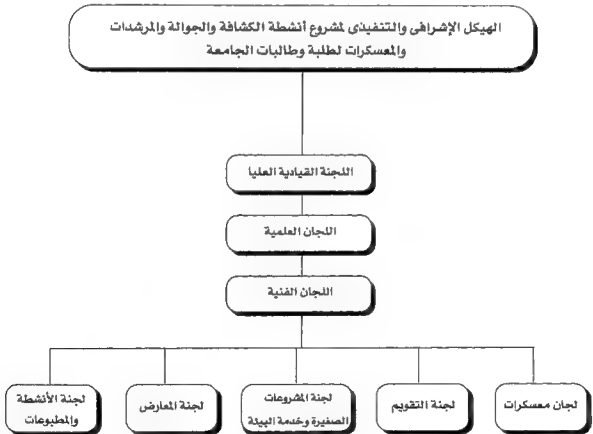 الهيكل الإشرافى والتنفيذى لمشروع أنشطة الكشافة والجوالة والمرشدات
والمعسكرات لطلبة وطالبات الجامعة
اللجنة القيادية العليا
اللجان العلمية
اللجان الفنية
لجان معسكرات
لجنة التقويم
لجنة المشروعات
الصغيرة وخدمة البيئة
لجنة المعارض
لجنة الأنشطة
والمطبوعات